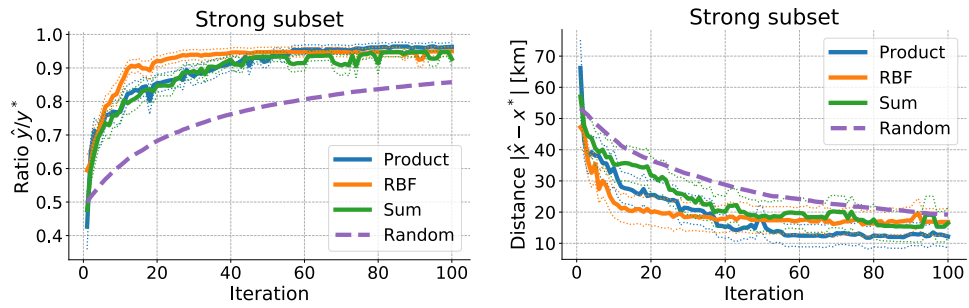 Strong subset
Ratio ŷ/y*
1.0
0.9
0.8
0.7
0.6
0.5
0.4
0 20 40 60 80 100
Iteration
Product
RBF
Sum
Random
Strong subset
Distance |x̂ − x*| [km]
70
60
50
40
30
20
10
0 20 40 60 80 100
Iteration
Product
RBF
Sum
Random